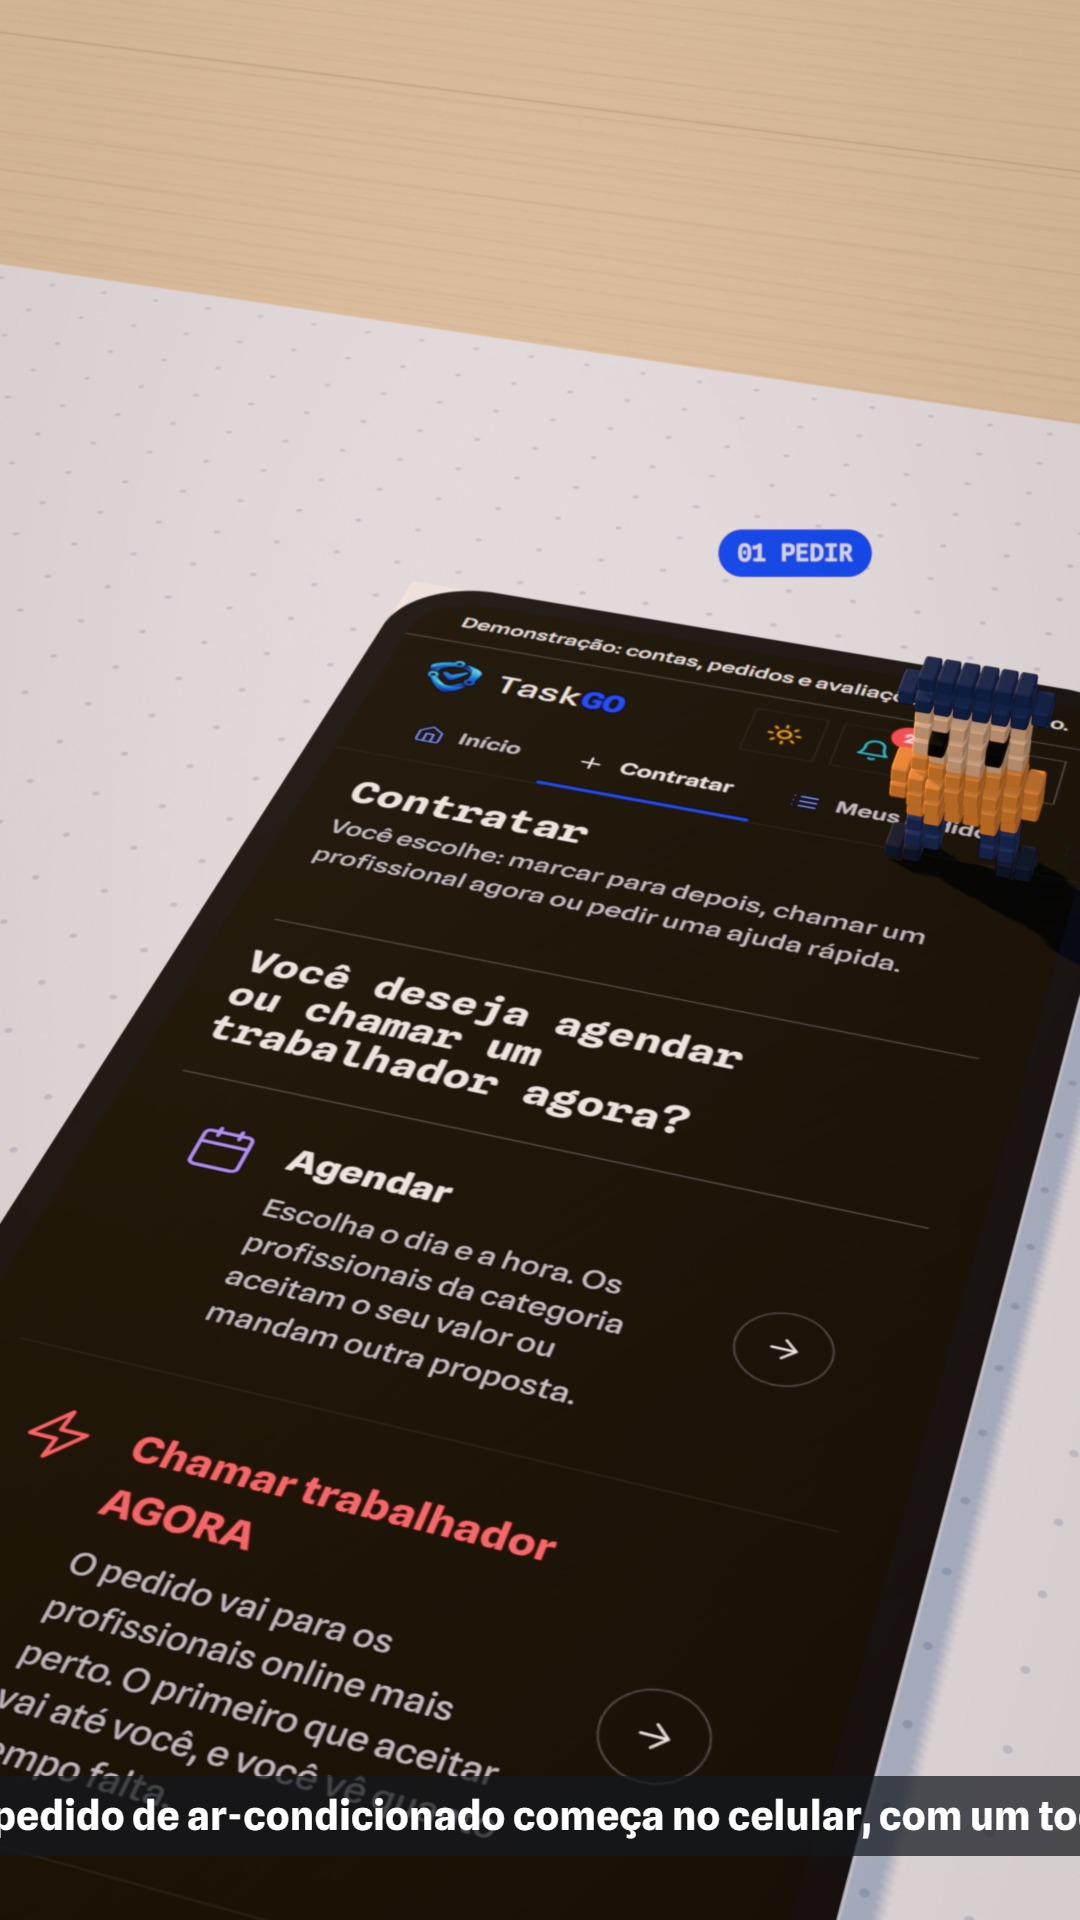 01 PEDIR
Demonstração: contas, pedidos e
o.
TaskGO
Início
Contratar
Meus
Contratar
Você escolhe: marcar para depois, chamar um
profissional agora ou pedir uma ajuda rápida.
Você deseja agendar
ou chamar um
trabalhador agora?
Agendar
Escolha o dia e a hora. Os
profissionais da categoria
aceitam o seu valor ou
mandam outra proposta.
Chamar trabalhador
AGORA
O pedido vai para os
profissionais online mais
perto. O primeiro que aceitar
vai até você, e você vê quanto
falta.
pedido de ar-condicionado começa no celular, com um